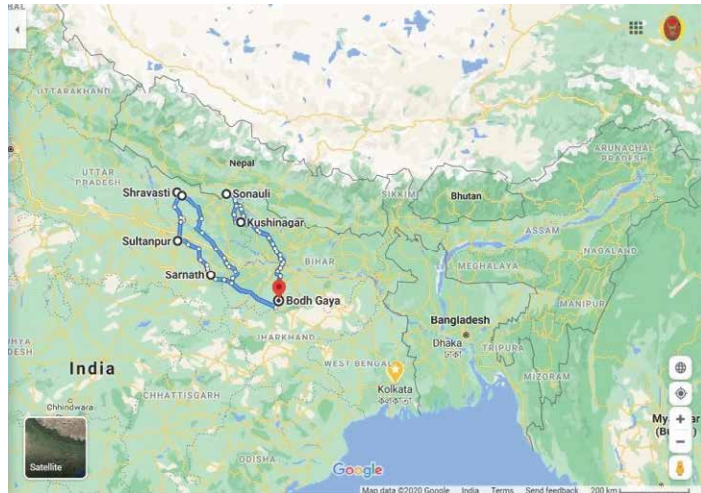 UTTARAKHAND
ARUNACHAL
PRADESH
Nepal
UTTAR
PRADESH
Shravasti
Sonauli
SIKKIM
Bhutan
Kushinagar
ASSAM
Sultanpur
NAGALAND
BIHAR
MEGHALAYA
Sarnath
Bodh Gaya
MANIPUR
Bangladesh
JHARKHAND
Dhaka
ঢাকা
TRIPURA
India
WEST BENGAL
MIZORAM
Kolkata
CHHATTISGARH
Chhindwara
Satellite
ODISHA
Google
Map data ©2020 Google India Terms Send feedback 200 km